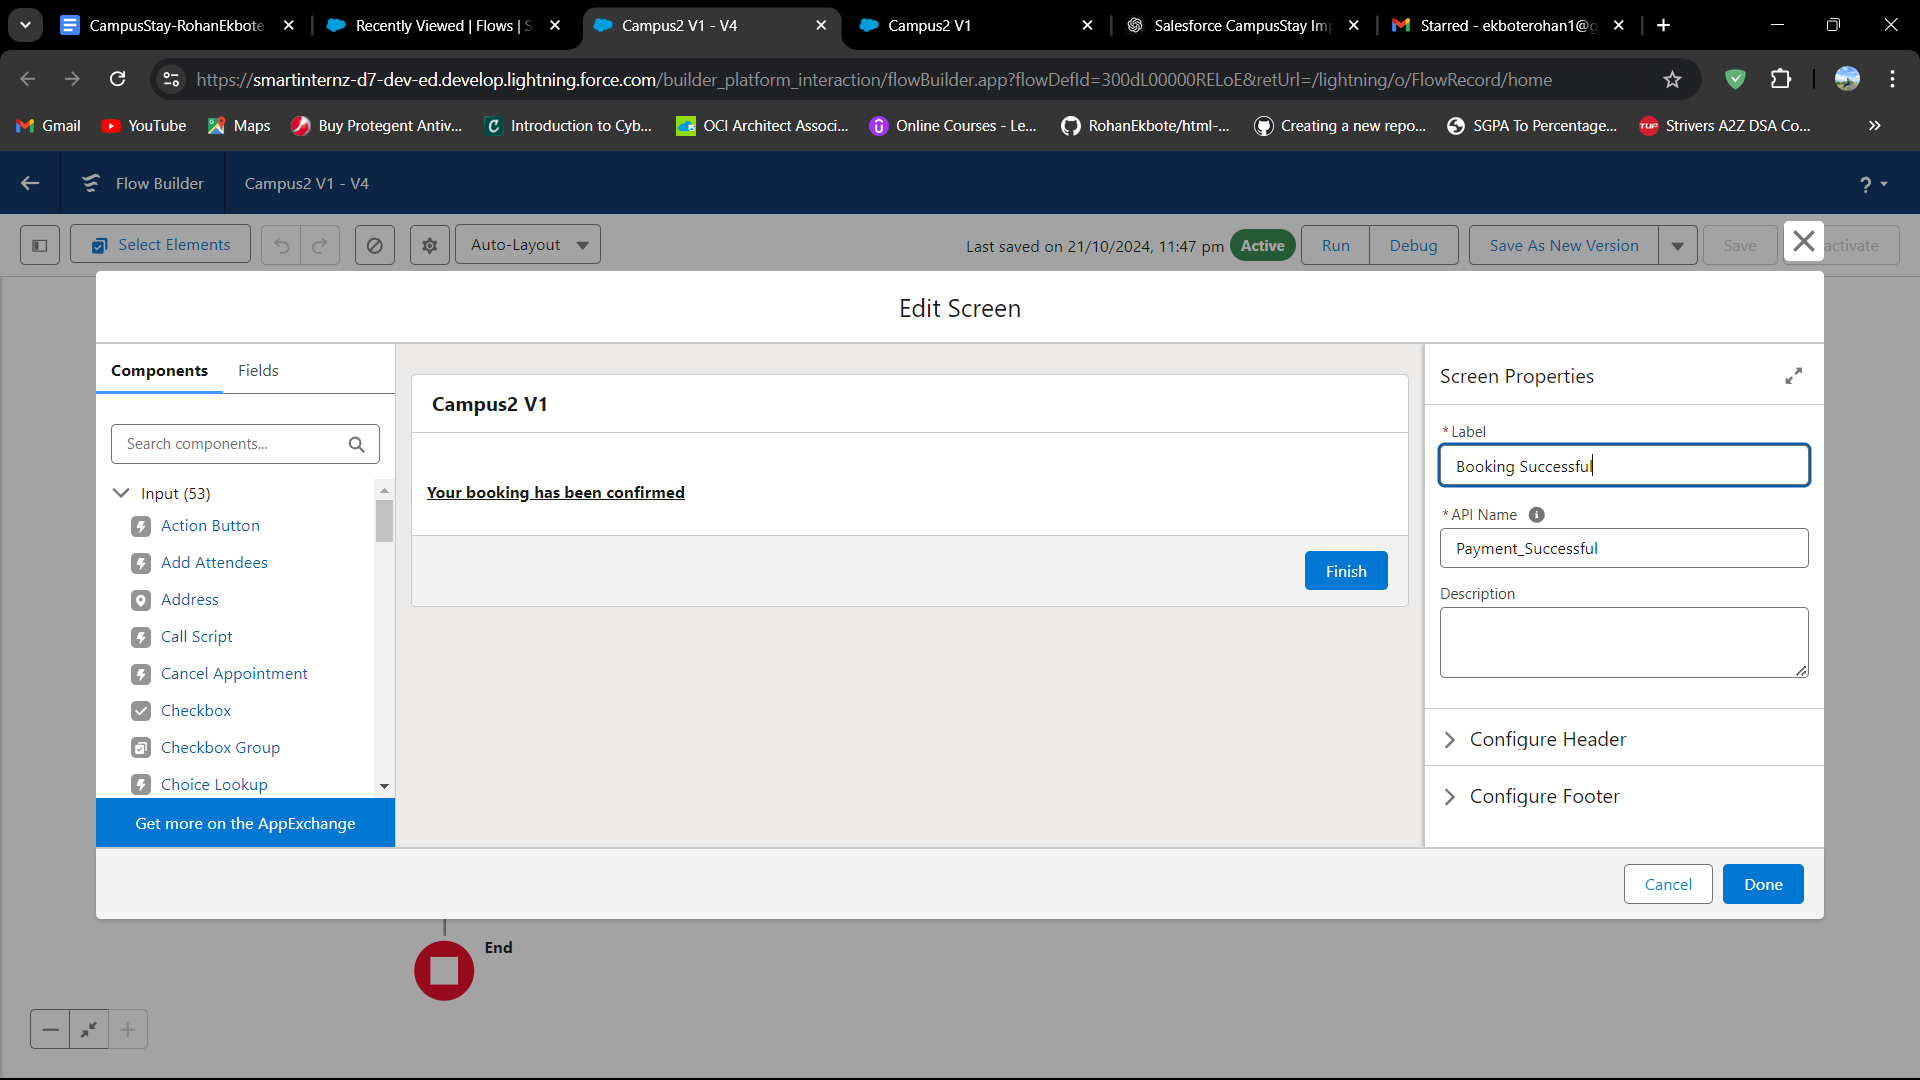 CampusStay-RohanEkbote
Recently Viewed | Flows | S
Campus2 V1 - V4
Campus2 V1
Salesforce CampusStay Im
Starred - ekboterohan1@g
https://smartinternz-d7-dev-ed.develop.lightning.force.com/builder_platform_interaction/flowBuilder.app?flowDefId=300dL00000RELoE&retUrl=/lightning/o/FlowRecord/home
Gmail
YouTube
Maps
Buy Protegent Antiv...
Introduction to Cyb...
OCI Architect Associ...
Online Courses - Le...
RohanEkbote/html-...
Creating a new repo...
SGPA To Percentage...
Strivers A2Z DSA Co...
Flow Builder
Campus2 V1 - V4
?
Select Elements
Auto-Layout
Last saved on 21/10/2024, 11:47 pm
Active
Run
Debug
Save As New Version
Save
activate
Edit Screen
Components
Fields
Search components...
Input (53)
Action Button
Add Attendees
Address
Call Script
Cancel Appointment
Checkbox
Checkbox Group
Choice Lookup
Get more on the AppExchange
Campus2 V1
Your booking has been confirmed
Finish
Screen Properties
*Label
Booking Successful
*API Name
Payment_Successful
Description
Configure Header
Configure Footer
Cancel
Done
End